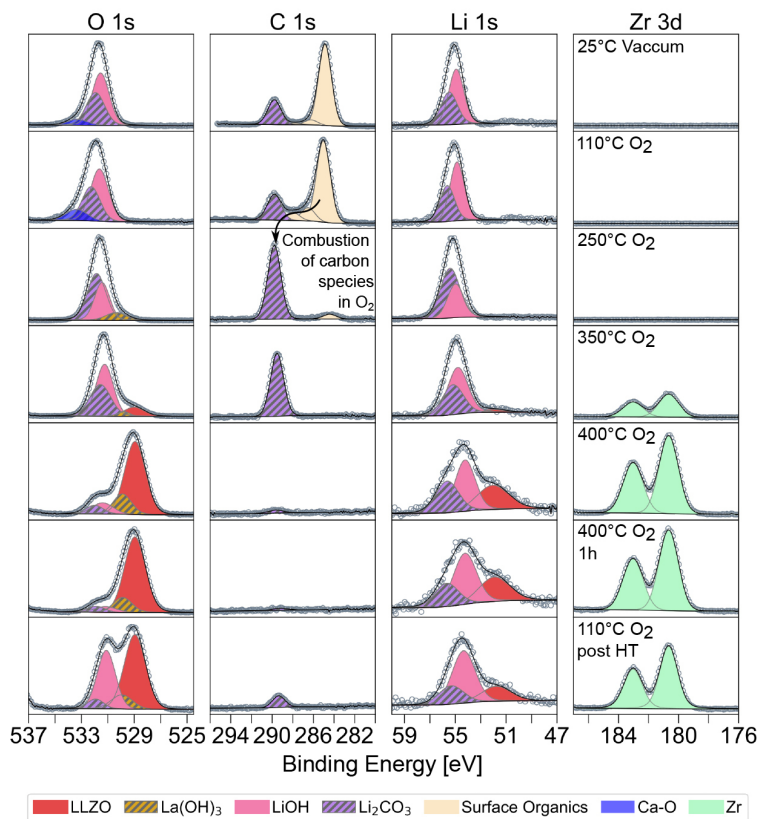 O 1s C 1s Li 1s Zr 3d
25°C Vaccum
110°C O2
Combustion
of carbon
species
in O2
250°C O2
350°C O2
400°C O2
400°C O2
1h
110°C O2
post HT
537 533 529 525 294 290 286 282 59 55 51 47 184 180 176
Binding Energy [eV]
LLZO La(OH)3 LiOH Li2CO3 Surface Organics Ca-O Zr